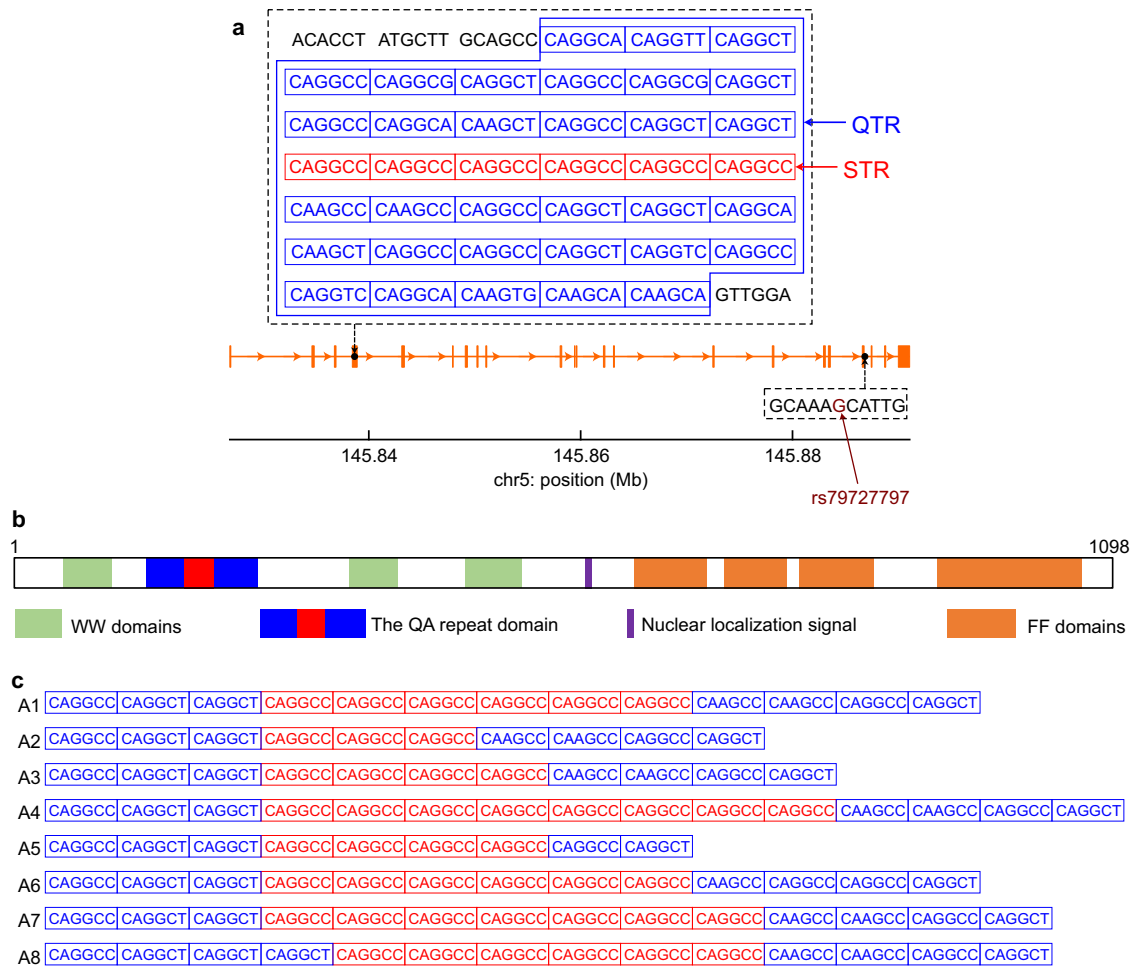 a
ACACCT ATGCTT GCAGCC CAGGCA CAGGTT CAGGCT
CAGGCC CAGGCG CAGGCT CAGGCC CAGGCG CAGGCT
CAGGCC CAGGCA CAAGCT CAGGCC CAGGCT CAGGCT
QTR
CAGGCC CAGGCC CAGGCC CAGGCC CAGGCC CAGGCC
STR
CAAGCC CAAGCC CAGGCC CAGGCT CAGGCT CAGGCA
CAAGCT CAGGCC CAGGCC CAGGCT CAGGTC CAGGCC
CAGGTC CAGGCA CAAGTG CAAGCA CAAGCA GTTGGA
GCAAAGCATTG
145.84 145.86 145.88
chr5: position (Mb)
rs79727797
b
1 1098
WW domains The QA repeat domain Nuclear localization signal FF domains
c
A1 CAGGCC CAGGCT CAGGCT CAGGCC CAGGCC CAGGCC CAGGCC CAGGCC CAGGCC CAAGCC CAAGCC CAGGCC CAGGCT
A2 CAGGCC CAGGCT CAGGCT CAGGCC CAGGCC CAGGCC CAAGCC CAAGCC CAGGCC CAGGCT
A3 CAGGCC CAGGCT CAGGCT CAGGCC CAGGCC CAGGCC CAGGCC CAAGCC CAAGCC CAGGCC CAGGCT
A4 CAGGCC CAGGCT CAGGCT CAGGCC CAGGCC CAGGCC CAGGCC CAGGCC CAGGCC CAGGCC CAGGCC CAAGCC CAAGCC CAGGCC CAGGCT
A5 CAGGCC CAGGCT CAGGCT CAGGCC CAGGCC CAGGCC CAGGCC CAGGCC CAGGCT
A6 CAGGCC CAGGCT CAGGCT CAGGCC CAGGCC CAGGCC CAGGCC CAGGCC CAGGCC CAAGCC CAGGCC CAGGCC CAGGCT
A7 CAGGCC CAGGCT CAGGCT CAGGCC CAGGCC CAGGCC CAGGCC CAGGCC CAGGCC CAGGCC CAAGCC CAAGCC CAGGCC CAGGCT
A8 CAGGCC CAGGCT CAGGCT CAGGCT CAGGCC CAGGCC CAGGCC CAGGCC CAGGCC CAGGCC CAAGCC CAAGCC CAGGCC CAGGCT